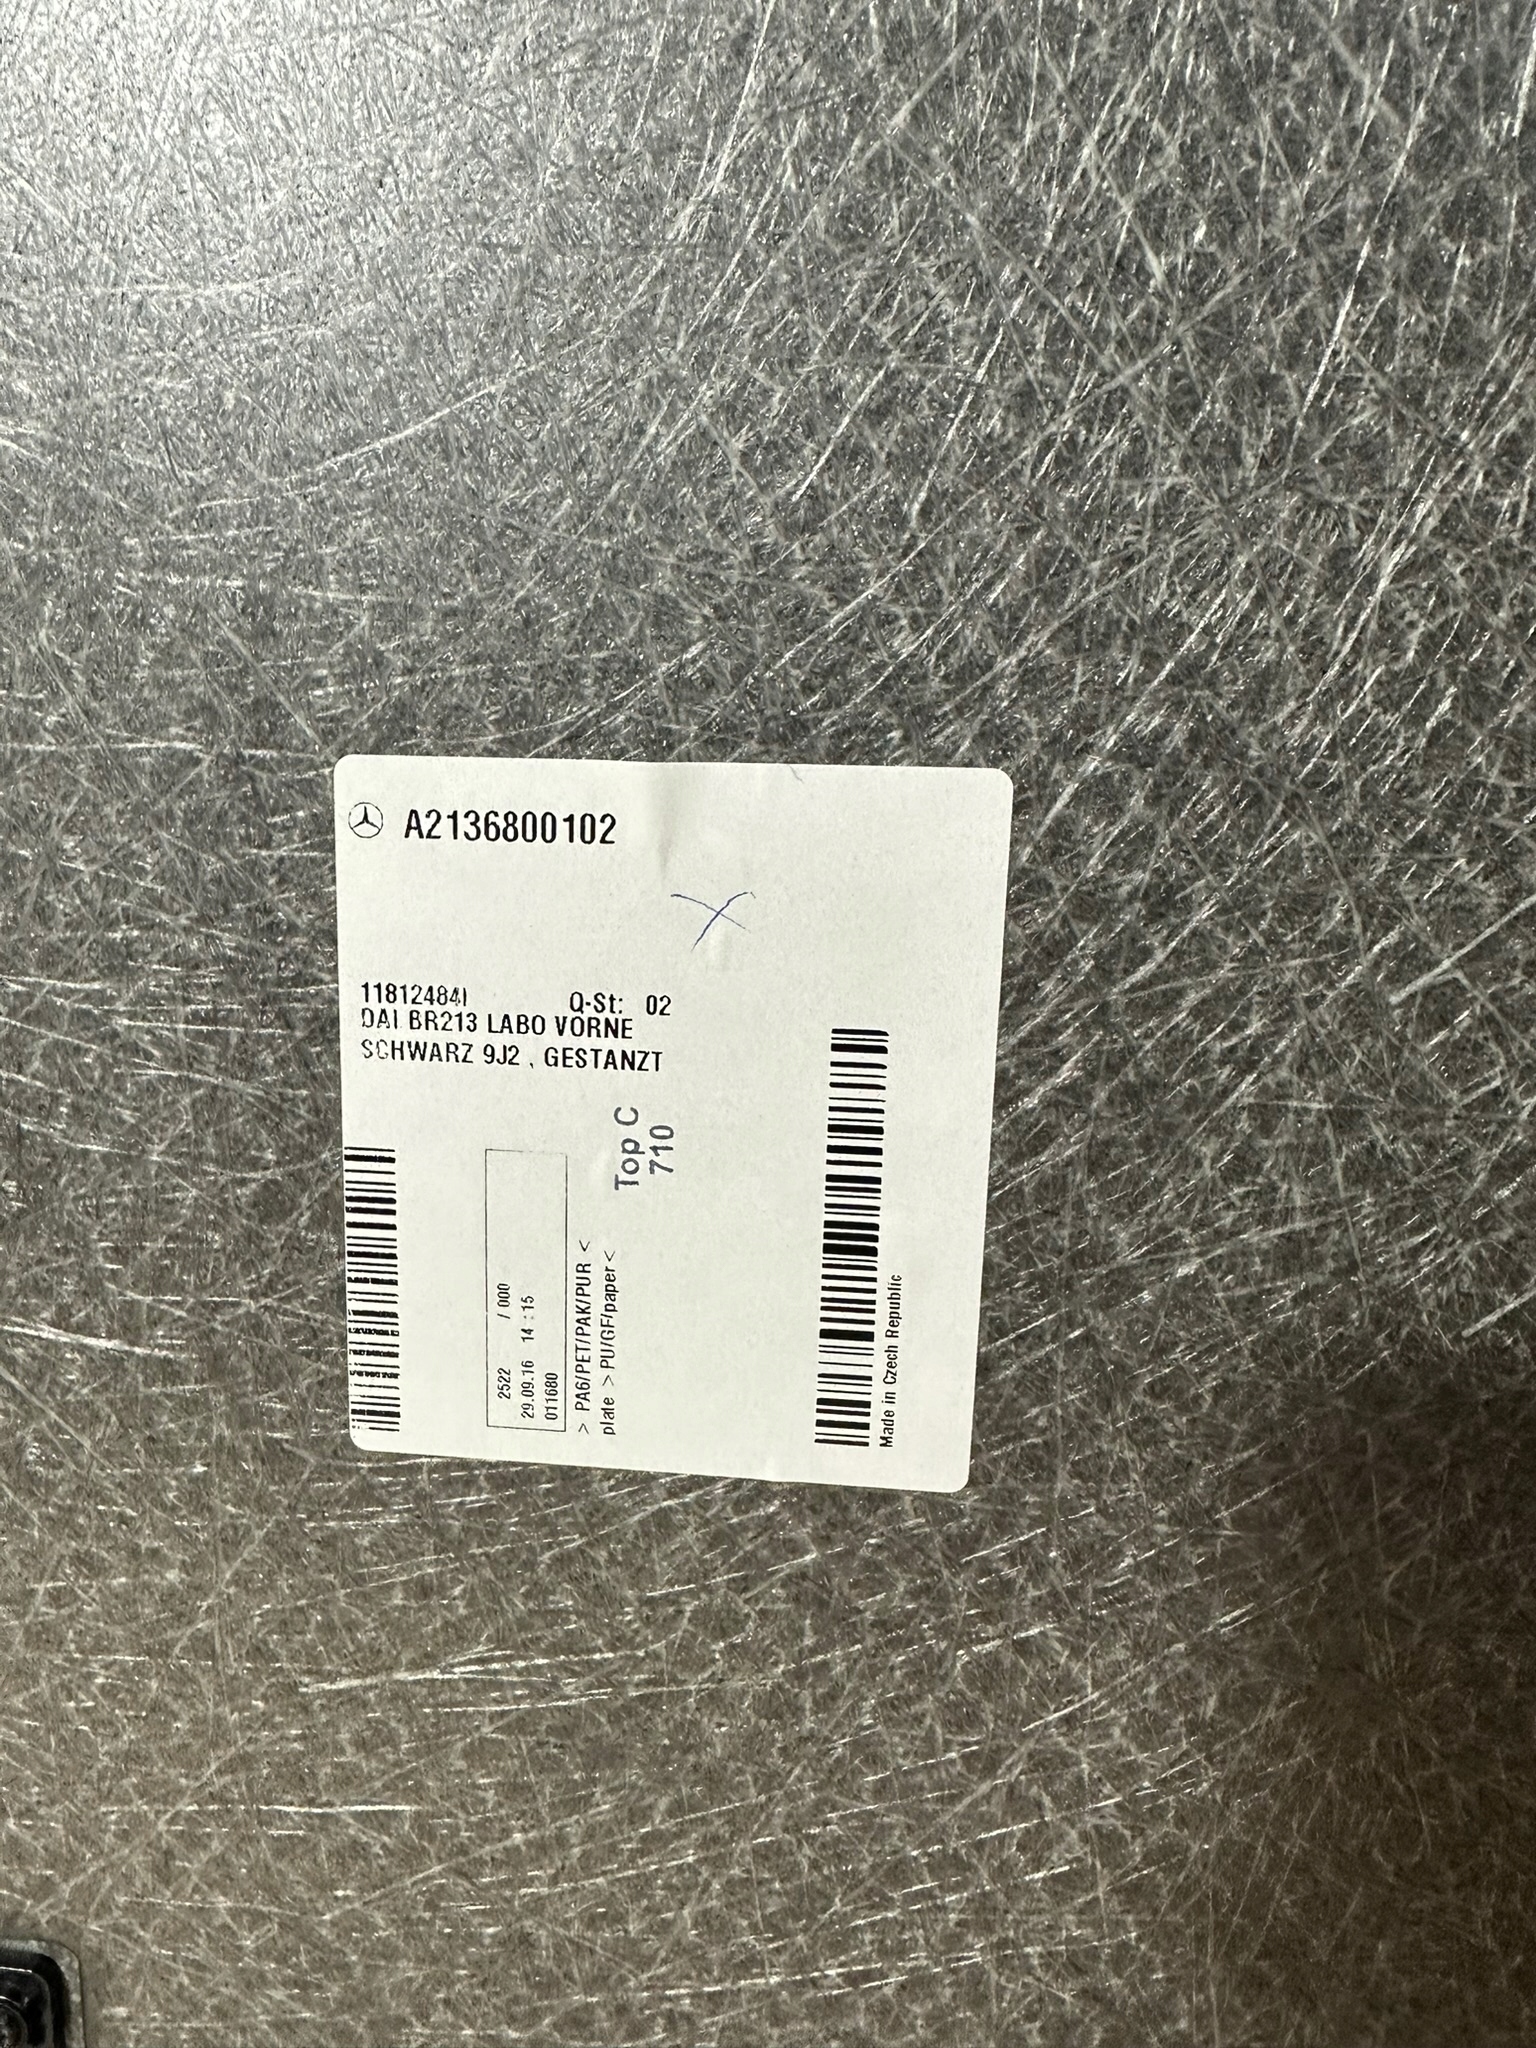 A2136800102
11812484I
Q-St: 02
DAI BR213 LABO VORNE
SCHWARZ 9J2 , GESTANZT
Top C
710
2522 / 000
29.09.16 14 : 15
011680
> PA6/PET/PAK/PUR <
plate > PU/GF/paper <
Made in Czech Republic